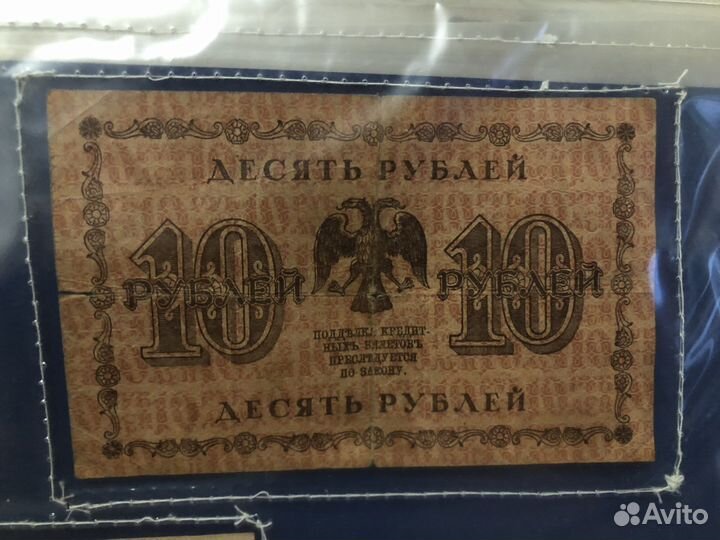 ДЕСЯТЬ РУБЛЕЙ
10 РУБЛЕЙ
10 РУБЛЕЙ
ПОДДѢЛКА КРЕДИТ-
НЫХЪ БИЛЕТОВЪ
ПРЕСЛѢДУЕТСЯ
ПО ЗАКОНУ.
ДЕСЯТЬ РУБЛЕЙ
Avito